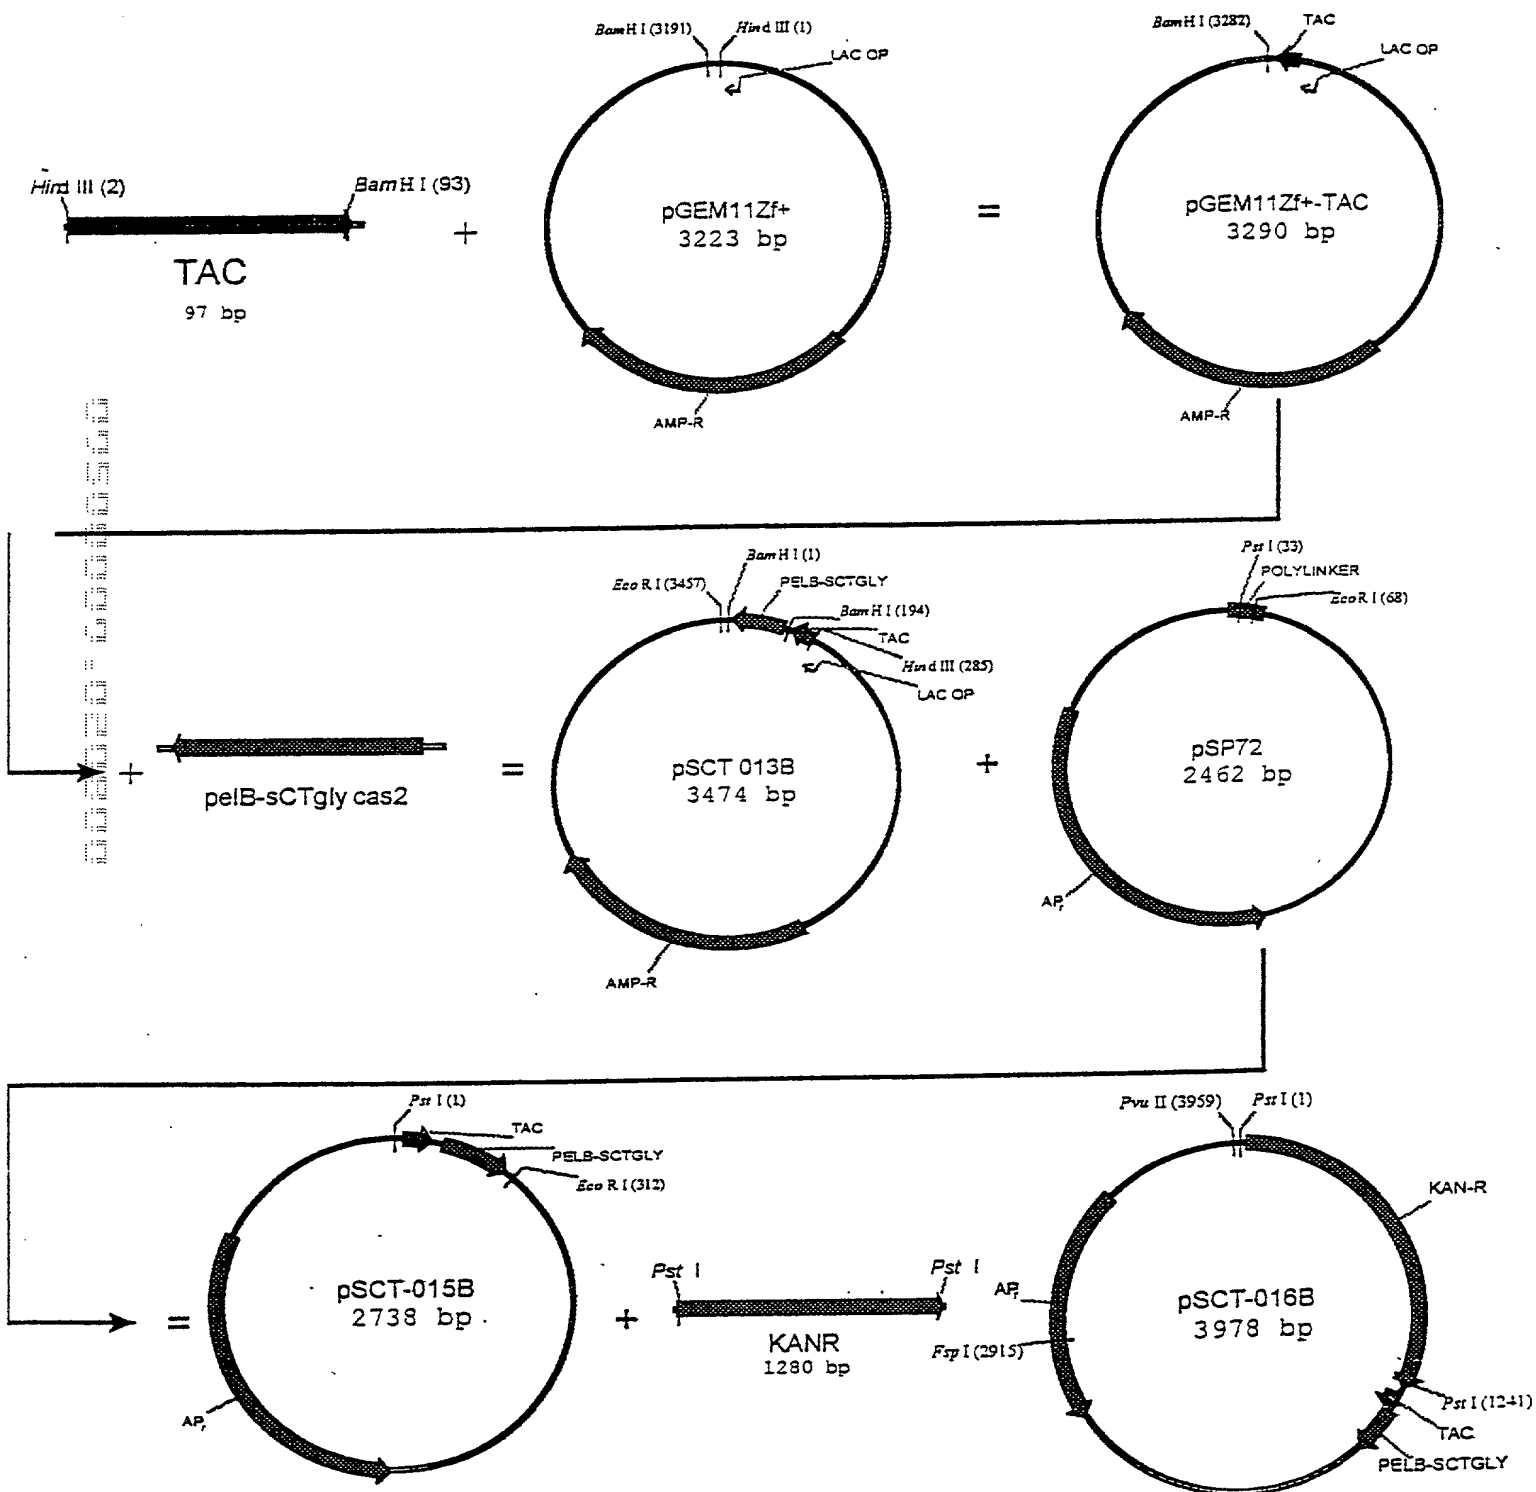 BamH I (3191) Hind III (1)
LAC OP
BamH I (3282) TAC
LAC OP
Hind III (2) BamH I (93)
TAC
97 bp
+
pGEM11Zf+
3223 bp
=
pGEM11Zf+-TAC
3290 bp
AMP-R
AMP-R
BamH I (1)
EcoR I (3457)
PELB-SCTGLY
BamH I (194)
TAC
Hind III (285)
LAC OP
Pst I (33)
POLYLINKER
EcoR I (68)
+
pelB-sCTgly cas2
=
pSCT 013B
3474 bp
+
pSP72
2462 bp
APr
AMP-R
Pst I (1)
TAC
PELB-SCTGLY
EcoR I (312)
Pvu II (3959) Pst I (1)
KAN-R
=
pSCT-015B
2738 bp
+
Pst I Pst I
KANR
1280 bp
APr
pSCT-016B
3978 bp
Fsp I (2915)
APr
Pst I (1241)
TAC
PELB-SCTGLY